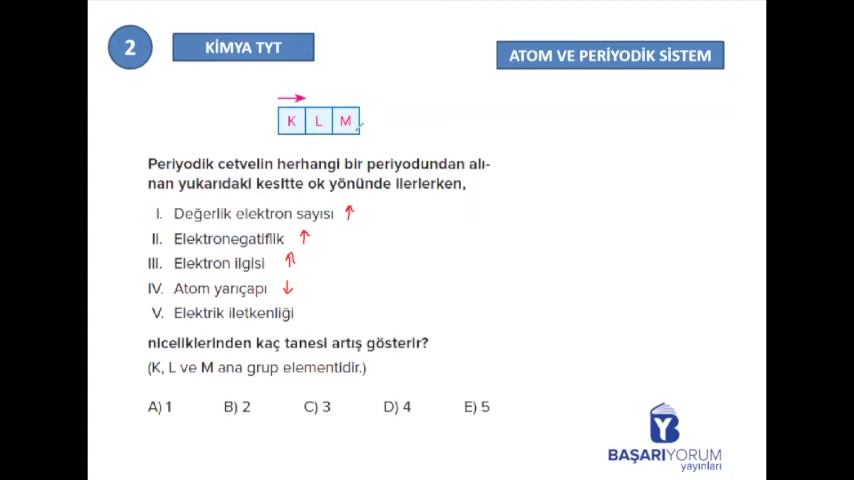 2
KİMYA TYT
ATOM VE PERİYODİK SİSTEM
K L M
Periyodik cetvelin herhangi bir periyodundan alı-
nan yukarıdaki kesitte ok yönünde ilerlerken,
I. Değerlik elektron sayısı ↑
II. Elektronegatiflik ↑
III. Elektron ilgisi ↑
IV. Atom yarıçapı ↓
V. Elektrik iletkenliği
niceliklerinden kaç tanesi artış gösterir?
(K, L ve M ana grup elementidir.)
A) 1 B) 2 C) 3 D) 4 E) 5
BAŞARIYORUM
yayınları